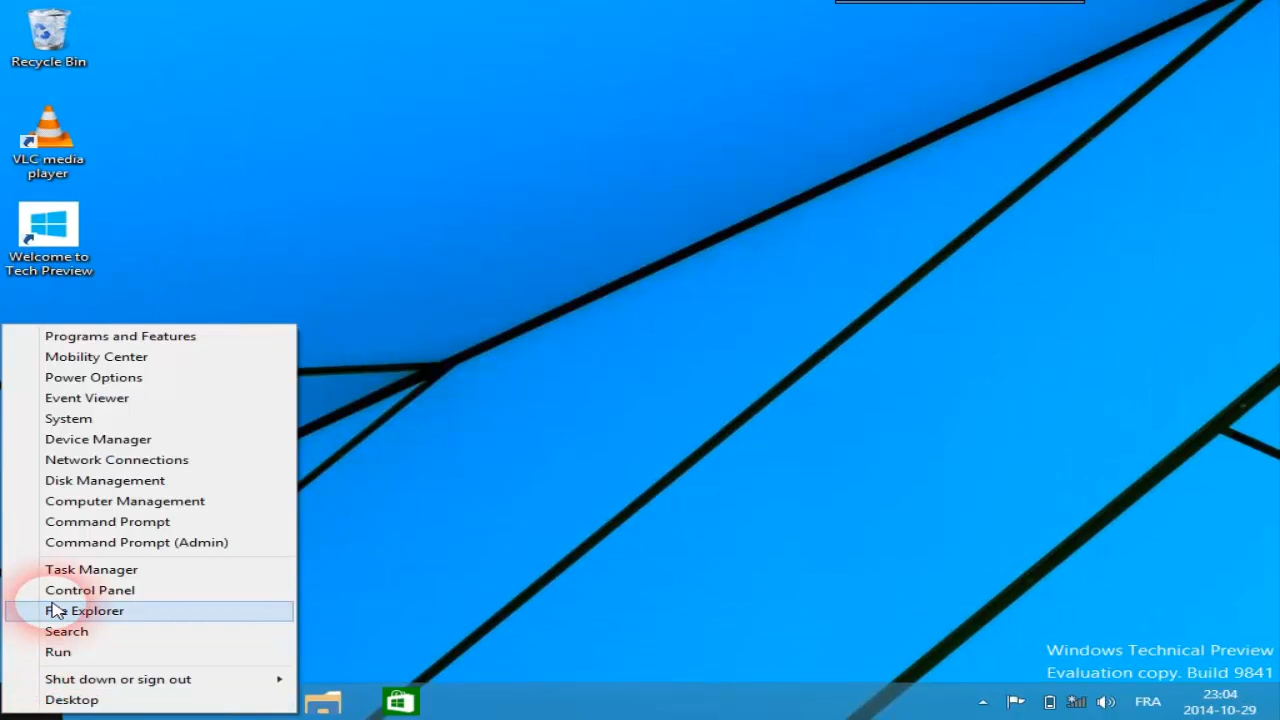 Recycle Bin
VLC media
player
Welcome to
Tech Preview
Programs and Features
Mobility Center
Power Options
Event Viewer
System
Device Manager
Network Connections
Disk Management
Computer Management
Command Prompt
Command Prompt (Admin)
Task Manager
Control Panel
File Explorer
Search
Run
Shut down or sign out
Desktop
Windows Technical Preview
Evaluation copy. Build 9841
FRA
23:04
2014-10-29